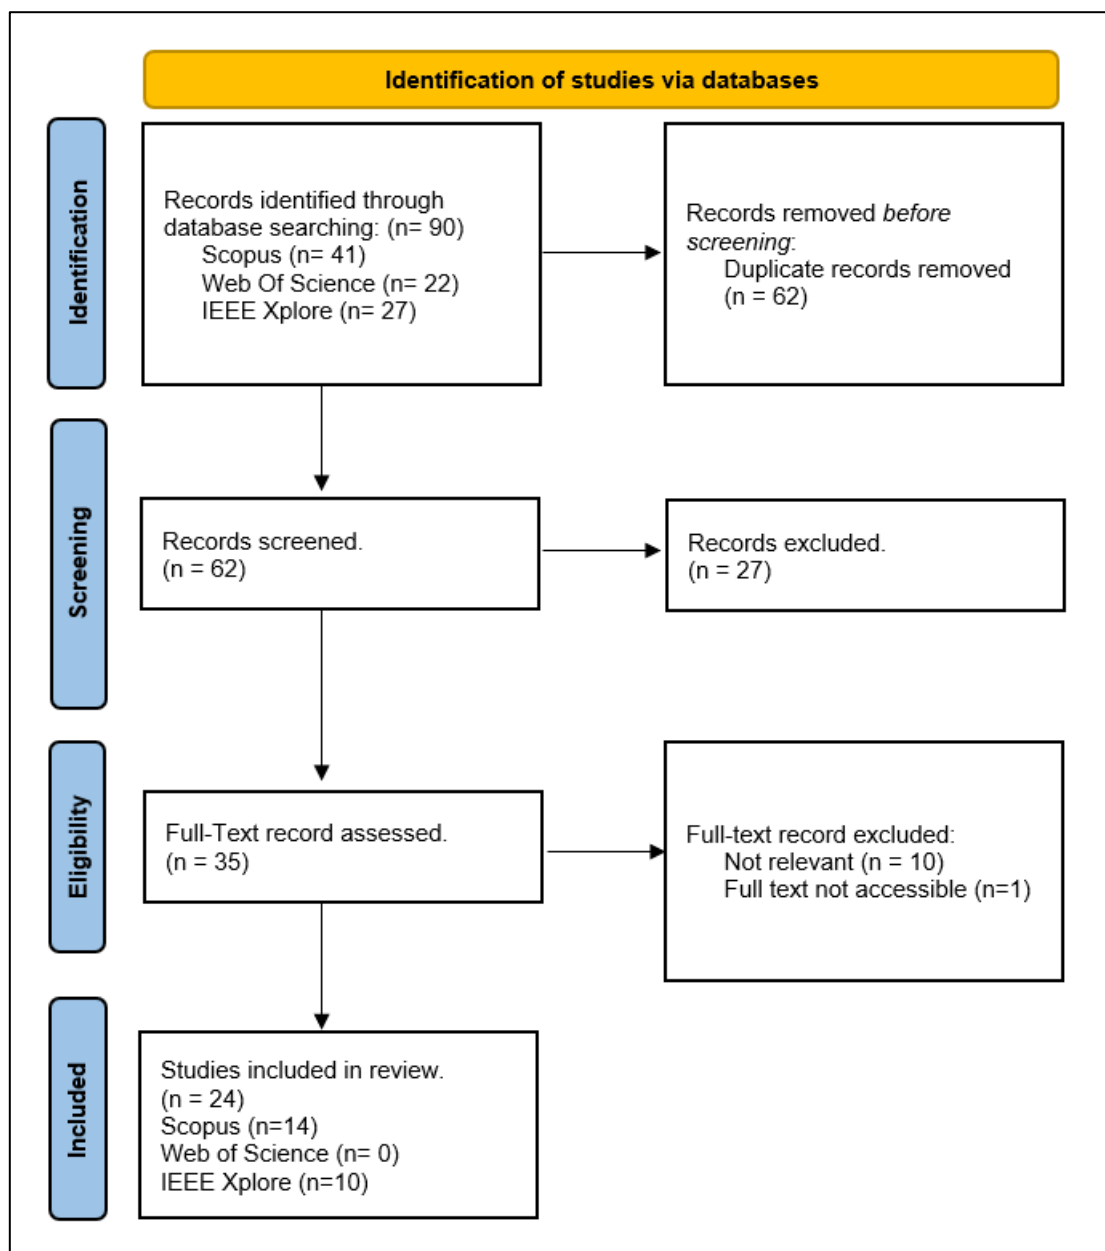 Identification of studies via databases
Identification
Records identified through
database searching: (n= 90)
Scopus (n= 41)
Web Of Science (n= 22)
IEEE Xplore (n= 27)
Records removed before
screening:
Duplicate records removed
(n = 62)
Screening
Records screened.
(n = 62)
Records excluded.
(n = 27)
Eligibility
Full-Text record assessed.
(n = 35)
Full-text record excluded:
Not relevant (n = 10)
Full text not accessible (n=1)
Included
Studies included in review.
(n = 24)
Scopus (n=14)
Web of Science (n= 0)
IEEE Xplore (n=10)